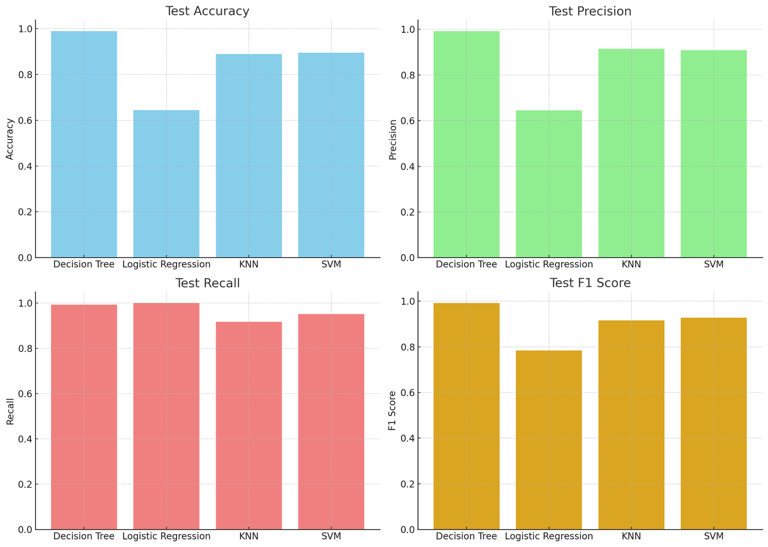 Test Accuracy
Accuracy
1.0
0.8
0.6
0.4
0.2
0.0
Decision Tree Logistic Regression KNN SVM
Test Precision
Precision
1.0
0.8
0.6
0.4
0.2
0.0
Decision Tree Logistic Regression KNN SVM
Test Recall
Recall
1.0
0.8
0.6
0.4
0.2
0.0
Decision Tree Logistic Regression KNN SVM
Test F1 Score
F1 Score
1.0
0.8
0.6
0.4
0.2
0.0
Decision Tree Logistic Regression KNN SVM